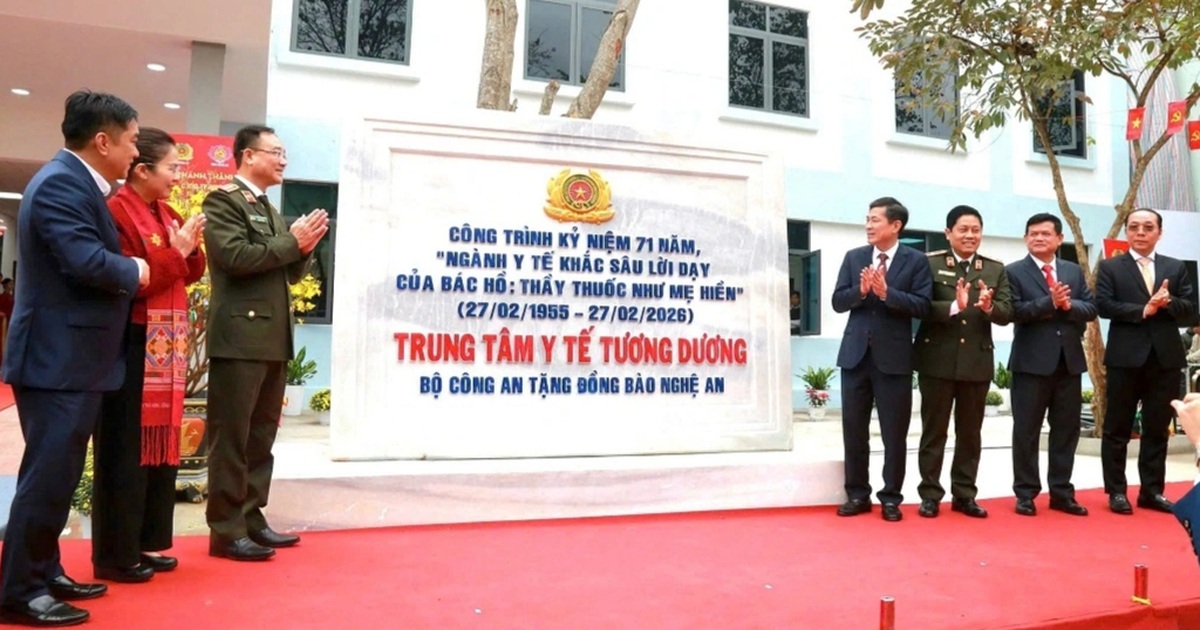 KHÁNH THÀNH
CÔNG TRÌNH KỶ NIỆM 71 NĂM,
"NGÀNH Y TẾ KHẮC SÂU LỜI DẠY
CỦA BÁC HỒ: THẦY THUỐC NHƯ MẸ HIỀN"
(27/02/1955 - 27/02/2026)
TRUNG TÂM Y TẾ TƯƠNG DƯƠNG
BỘ CÔNG AN TẶNG ĐỒNG BÀO NGHỆ AN